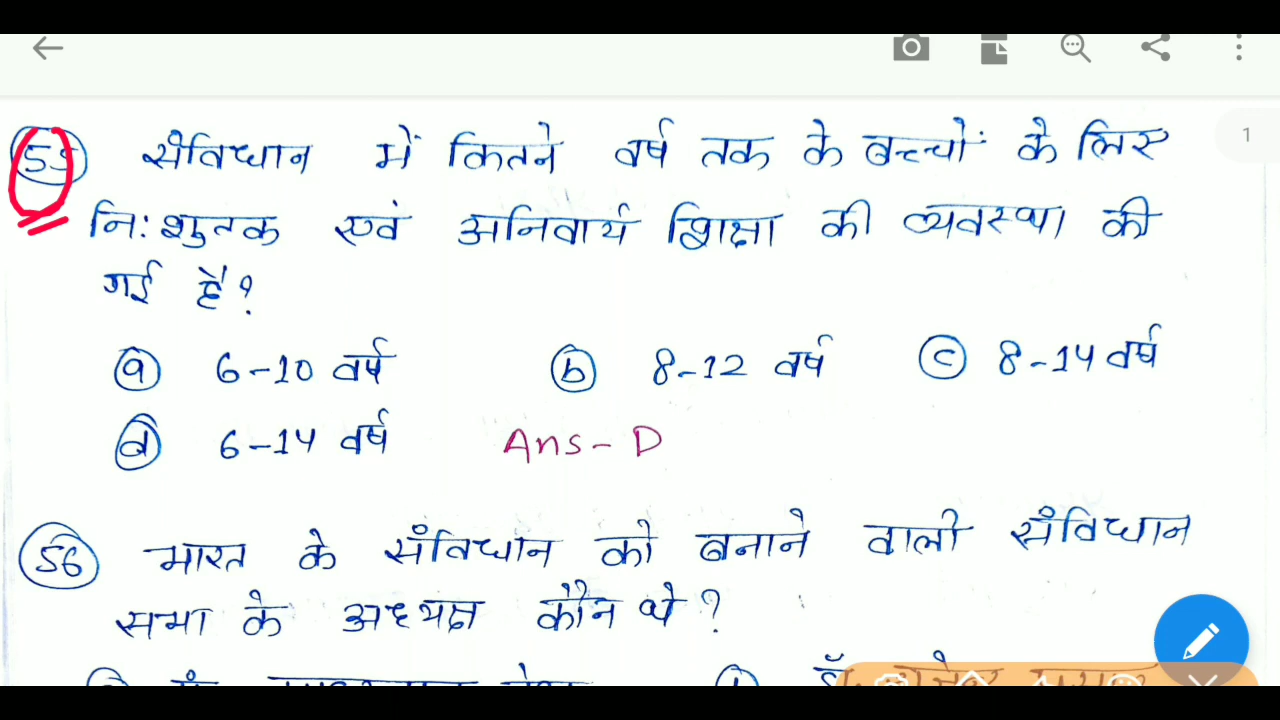 1
55 संविधान में कितने वर्ष तक के बच्चों के लिए
नि:शुल्क एवं अनिवार्य शिक्षा की व्यवस्था की
गई है?
a 6-10 वर्ष b 8-12 वर्ष c 8-14 वर्ष
d 6-14 वर्ष Ans- D
56 भारत के संविधान को बनाने वाली संविधान
सभा के अध्यक्ष कौन थे?